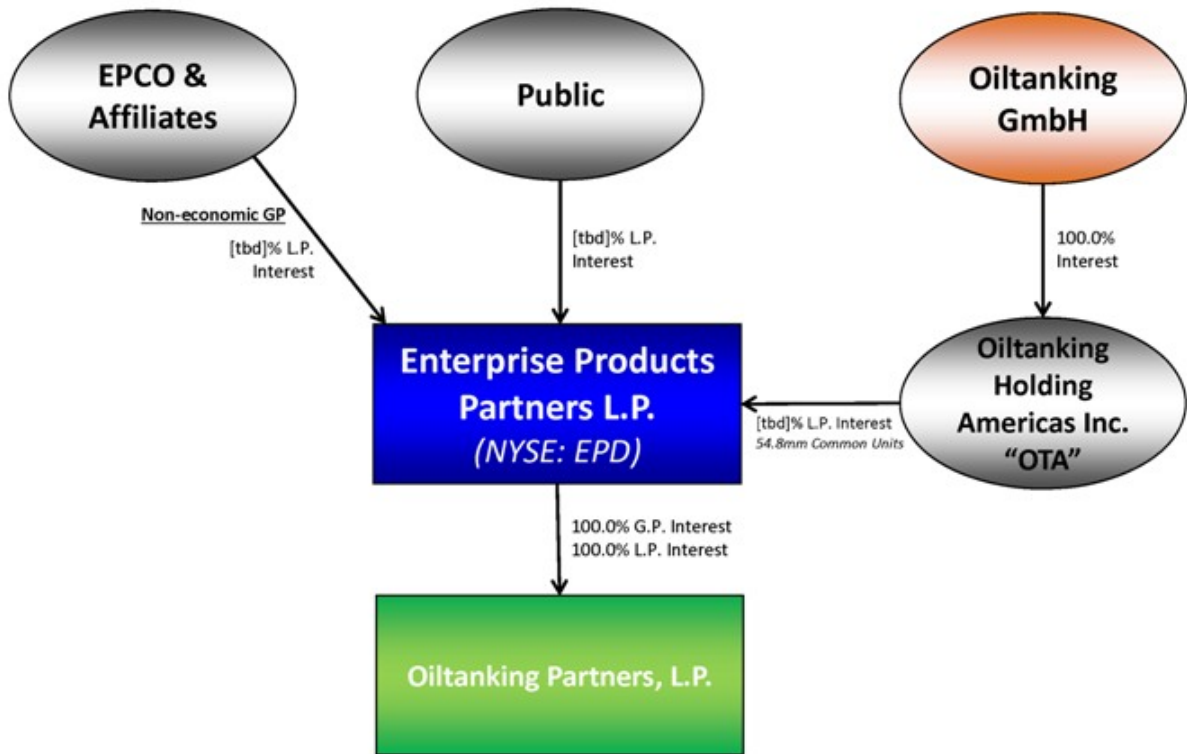 EPCO &
Affiliates
Public
Oiltanking
GmbH
Non-economic GP
[tbd]% L.P.
Interest
[tbd]% L.P.
Interest
100.0%
Interest
Enterprise Products
Partners L.P.
(NYSE: EPD)
[tbd]% L.P. Interest
54.8mm Common Units
Oiltanking
Holding
Americas Inc.
“OTA”
100.0% G.P. Interest
100.0% L.P. Interest
Oiltanking Partners, L.P.